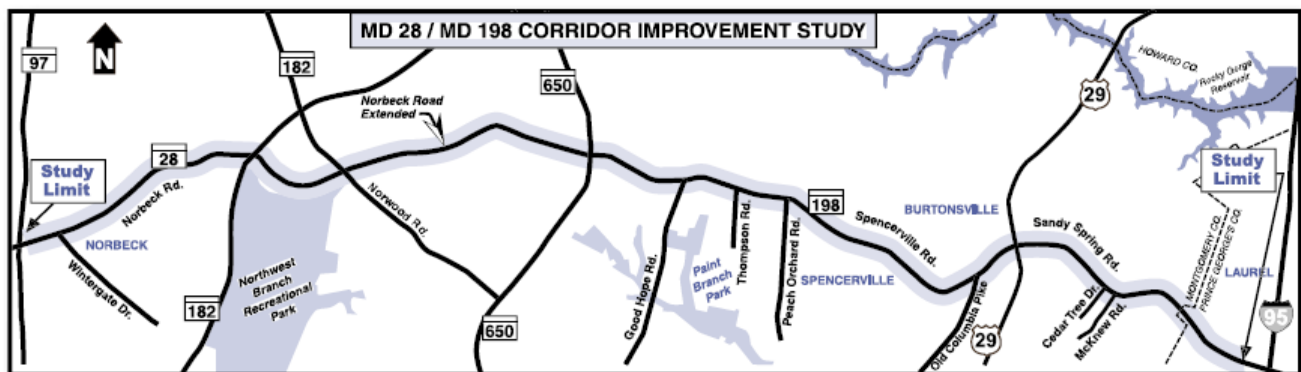 MD 28 / MD 198 CORRIDOR IMPROVEMENT STUDY
N
97
182
650
29
HOWARD CO.
Rocky Gorge
Reservoir
Norbeck Road
Extended
Study
Limit
28
Norbeck Rd.
NORBECK
Wintergate Dr.
182
Northwest
Branch
Recreational
Park
Norwood Rd.
650
Good Hope Rd.
Paint
Branch
Park
Thompson Rd.
Peach Orchard Rd.
198
SPENCERVILLE
Spencerville Rd.
BURTONSVILLE
Old Columbia Pike
29
Sandy Spring Rd.
Cedar Tree Dr.
McKnew Rd.
MONTGOMERY CO.
PRINCE GEORGE'S CO.
Study
Limit
LAUREL
95